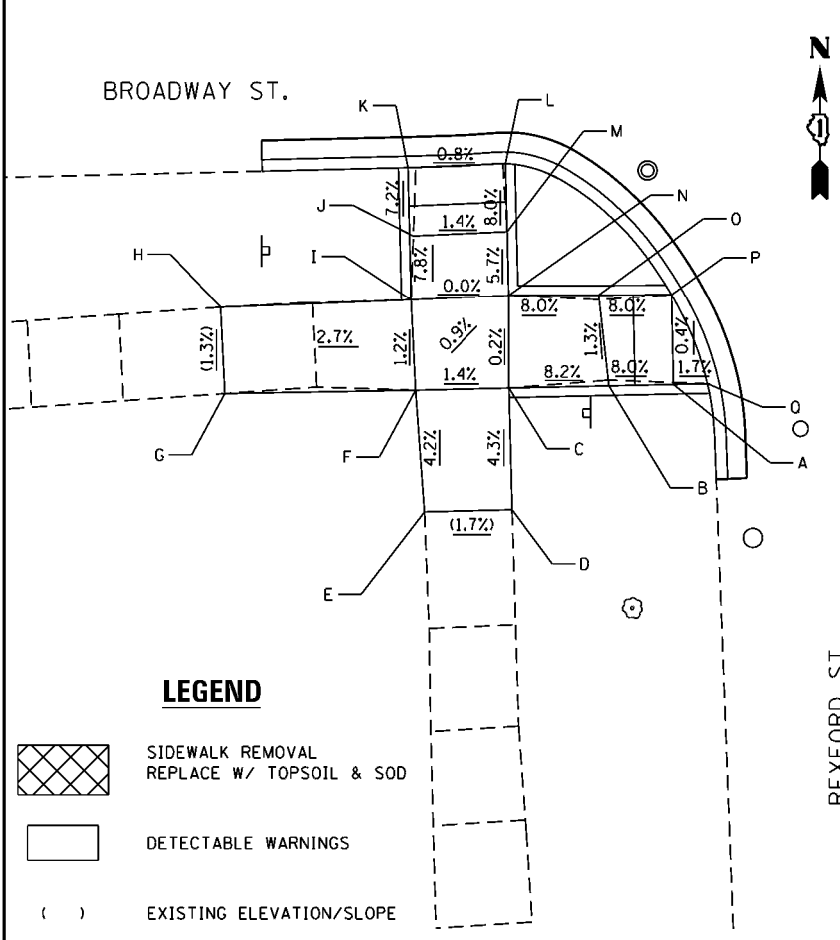 N
BROADWAY ST.
K
L
M
0.8%
7.2%
8.0%
N
J
1.4%
O
H
7.8%
5.7%
P
I
0.0%
8.0%
8.0%
(1.3%)
2.7%
1.2%
0.9%
0.2%
1.3%
0.4%
1.4%
8.2%
8.0%
1.7%
Q
G
F
4.2%
4.3%
C
A
B
(1.7%)
E
D
LEGEND
SIDEWALK REMOVAL
REPLACE W/ TOPSOIL & SOD
DETECTABLE WARNINGS
( ) EXISTING ELEVATION/SLOPE
REXFORD ST